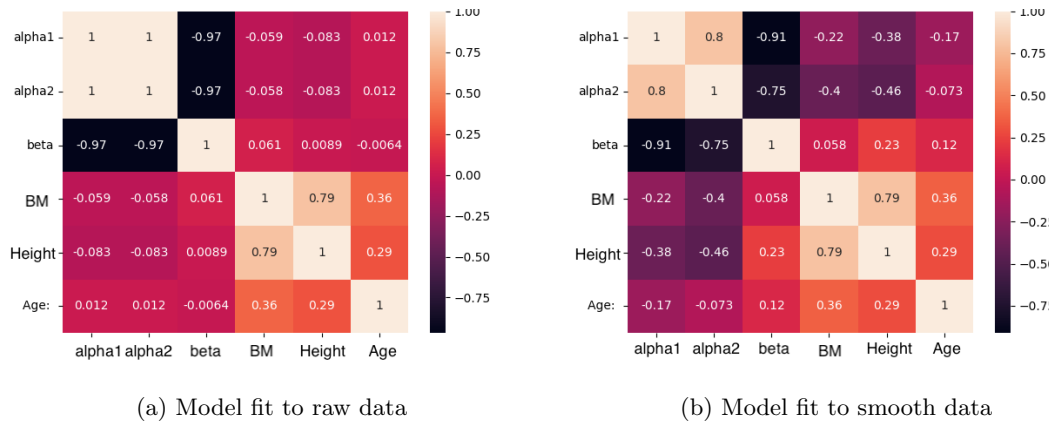 alpha1 1 1 -0.97 -0.059 -0.083 0.012
alpha2 1 1 -0.97 -0.058 -0.083 0.012
beta -0.97 -0.97 1 0.061 0.0089 -0.0064
BM -0.059 -0.058 0.061 1 0.79 0.36
Height -0.083 -0.083 0.0089 0.79 1 0.29
Age: 0.012 0.012 -0.0064 0.36 0.29 1
alpha1 alpha2 beta BM Height Age
1.00
0.75
0.50
0.25
0.00
−0.25
−0.50
−0.75
(a) Model fit to raw data
alpha1 1 0.8 -0.91 -0.22 -0.38 -0.17
alpha2 0.8 1 -0.75 -0.4 -0.46 -0.073
beta -0.91 -0.75 1 0.058 0.23 0.12
BM -0.22 -0.4 0.058 1 0.79 0.36
Height -0.38 -0.46 0.23 0.79 1 0.29
Age: -0.17 -0.073 0.12 0.36 0.29 1
alpha1 alpha2 beta BM Height Age
1.00
0.75
0.50
0.25
0.00
−0.25
−0.50
−0.75
(b) Model fit to smooth data